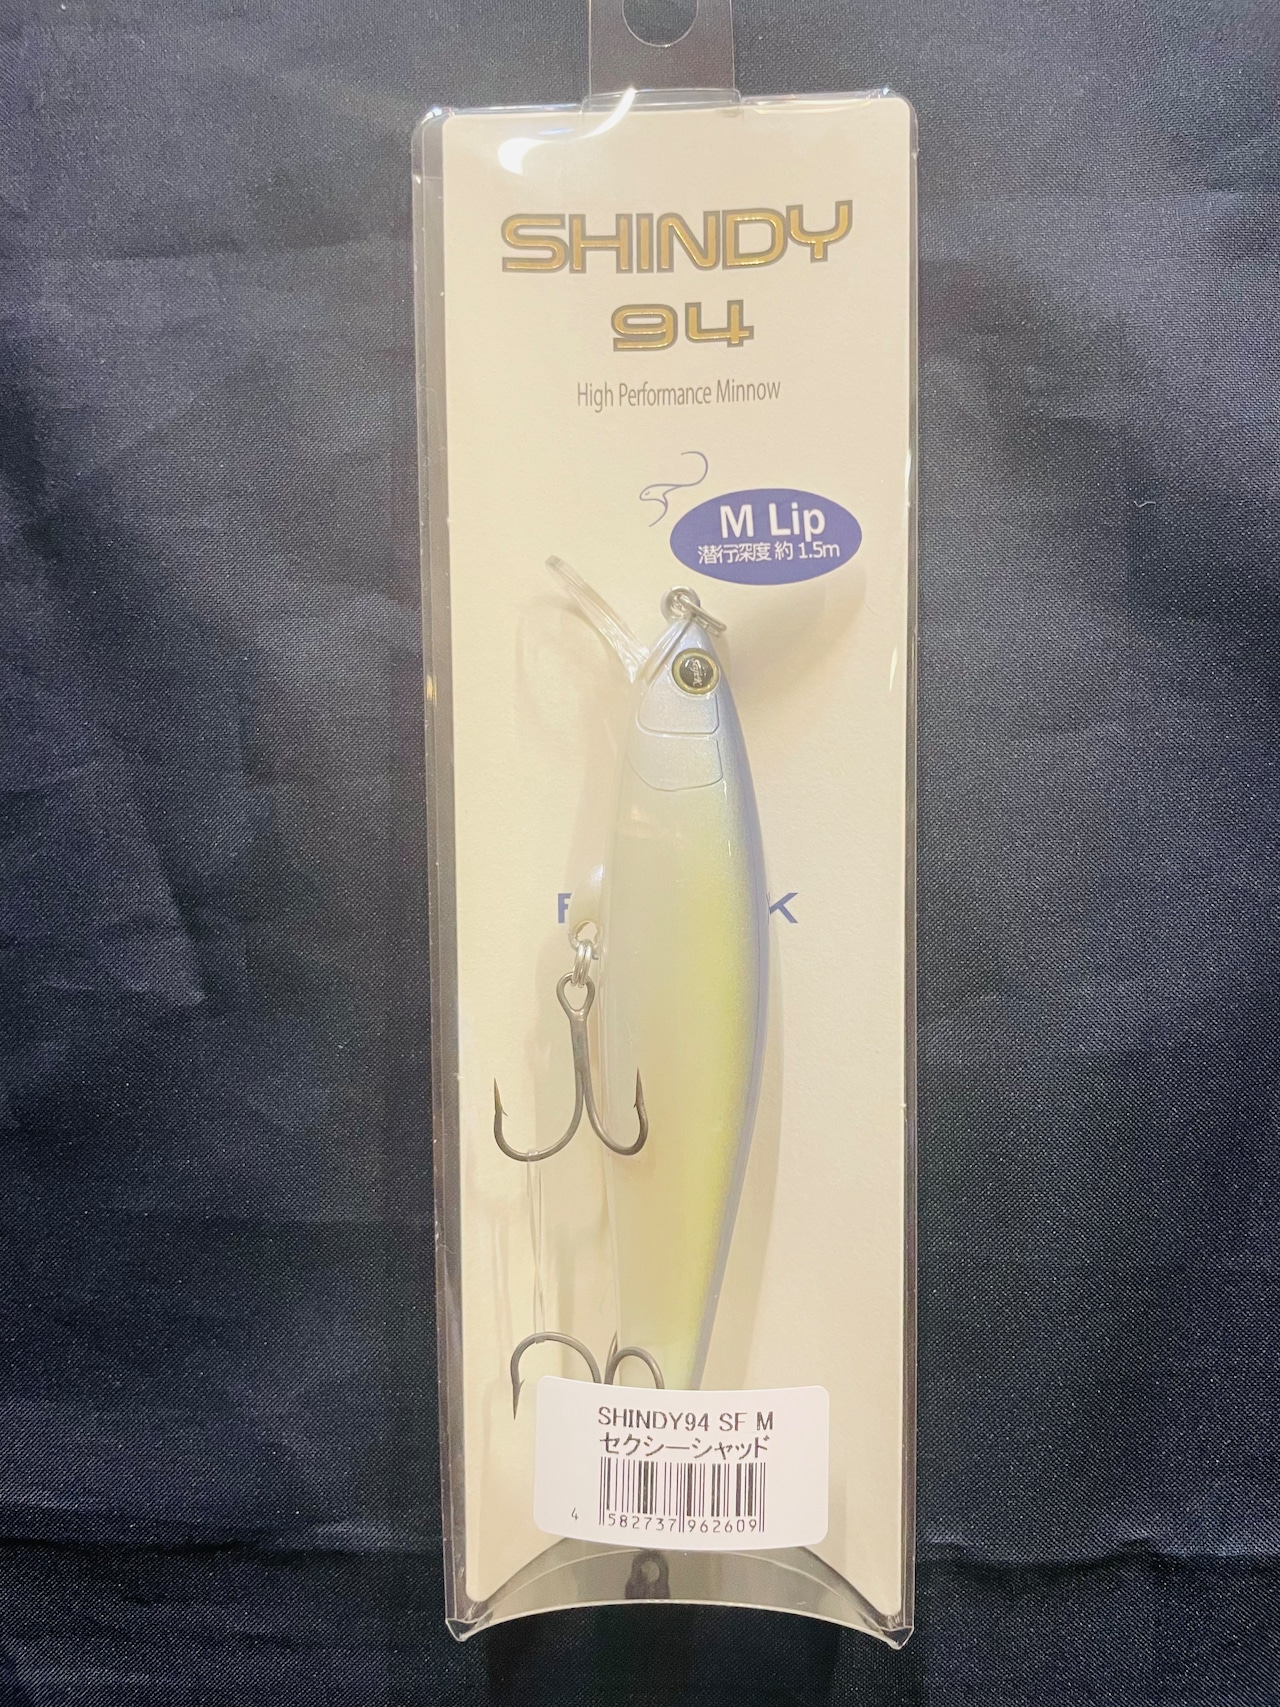 SHINDY
94
High Performance Minnow
M Lip
潜行深度 約 1.5m
SHINDY94 SF M
セクシーシャッド
4 582737 962609